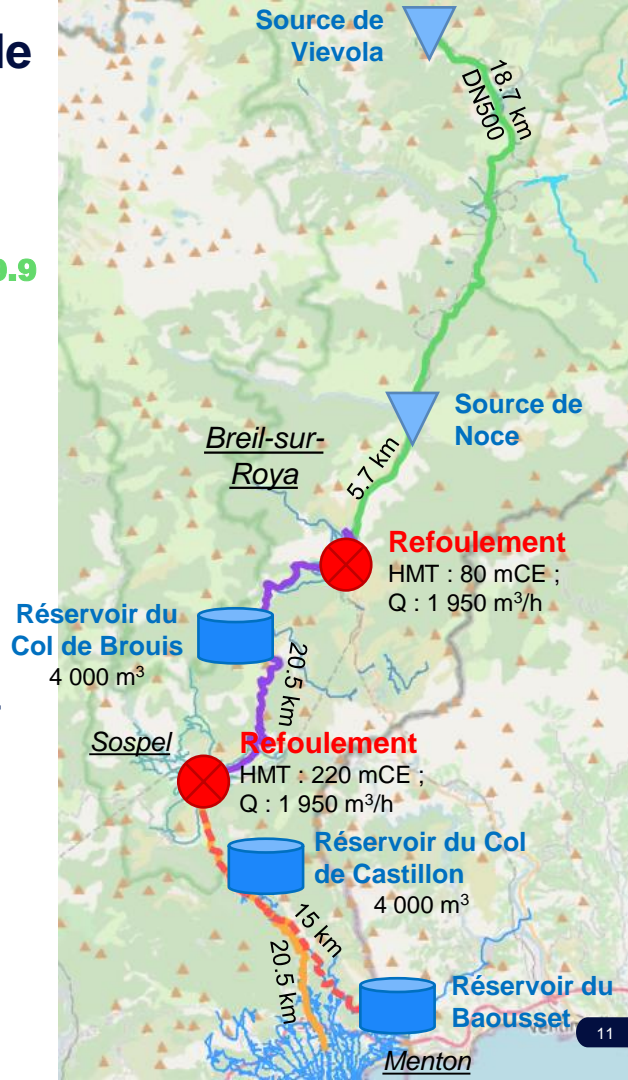 le
Source de
Vievola
18.7 km
DN500
0.9
Source de
Noce
Breil-sur-
Roya
5.7 km
Refoulement
HMT : 80 mCE ;
Q : 1 950 m³/h
Réservoir du
Col de Brouis
4 000 m³
20.5 km
Sospel
Refoulement
HMT : 220 mCE ;
Q : 1 950 m³/h
Réservoir du Col
de Castillon
4 000 m³
15 km
20.5 km
Réservoir du
Baousset
11
Menton